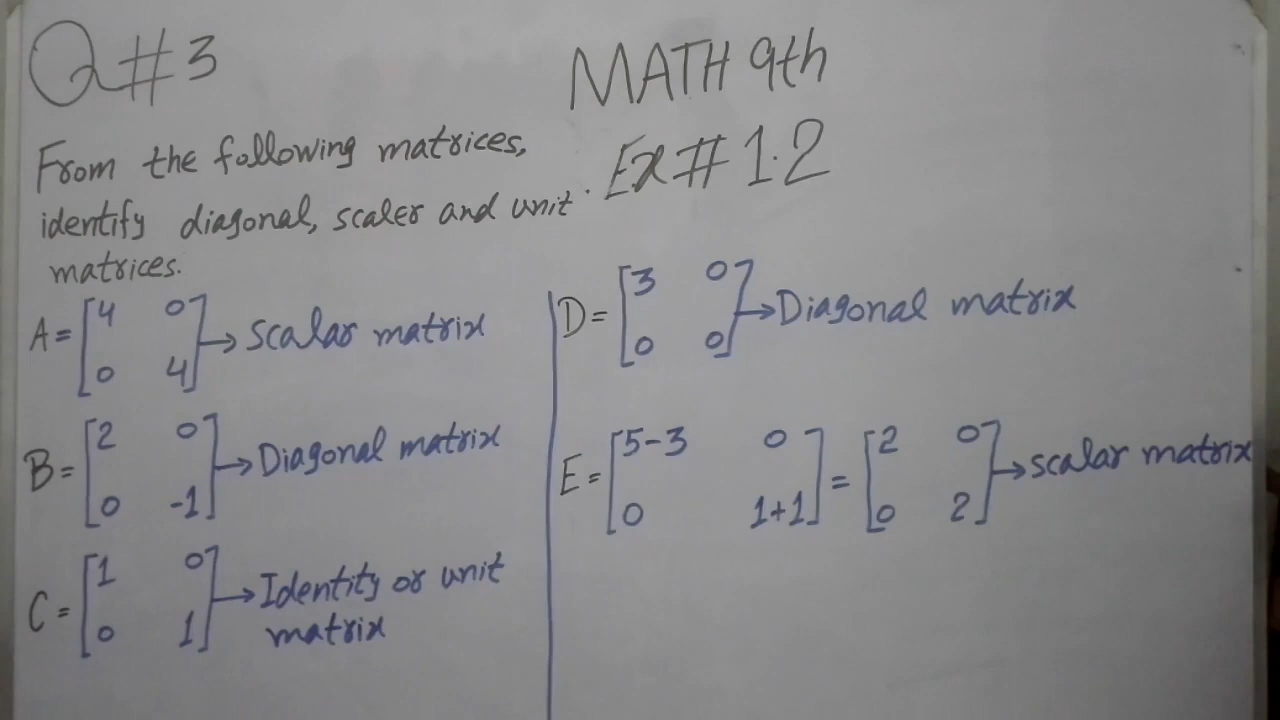 Q#3
MATH 9th
Ex # 1.2
From the following matrices,
identify diagonal, scaler and unit
matrices.
A = [4 0
0 4] → Scalar matrix
B = [2 0
0 -1] → Diagonal matrix
C = [1 0
0 1] → Identity or unit
matrix
D = [3 0
0 0] → Diagonal matrix
E = [5-3 0
0 1+1] = [2 0
0 2] → scalar matrix